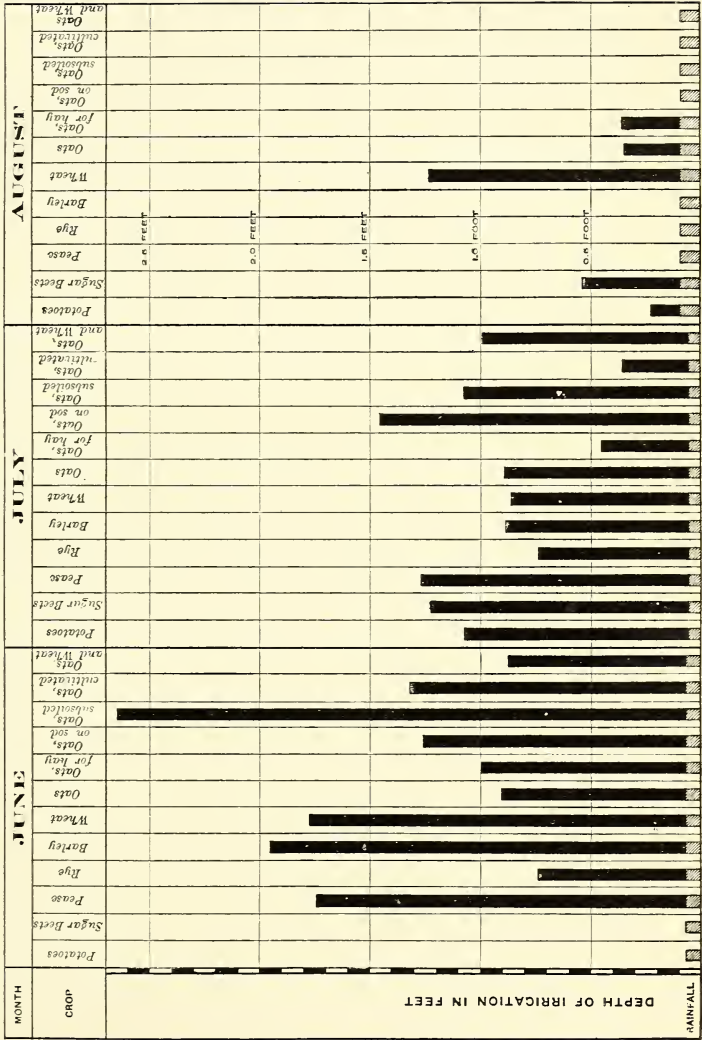 MONTH
JUNE
JULY
AUGUST
CROP
Potatoes
Sugar Beets
Pease
Rye
Barley
Wheat
Oats
Oats,
for hay
Oats,
on sod
Oats
subsoiled
Oats,
cultivated
Oats
and Wheat
Potatoes
Sugar Beets
Pease
Rye
Barley
Wheat
Oats
Oats,
for hay
Oats,
on sod
Oats,
subsoiled
Oats,
cultivated
Oats,
and Wheat
Potatoes
Sugar Beets
Pease
Rye
Barley
Wheat
Oats
Oats,
for hay
Oats,
on sod
Oats,
subsoiled
Oats,
cultivated
Oats
and Wheat
2.5 FEET
2.0 FEET
1.5 FEET
1.0 FOOT
0.5 FOOT
DEPTH OF IRRIGATION IN FEET
RAINFALL